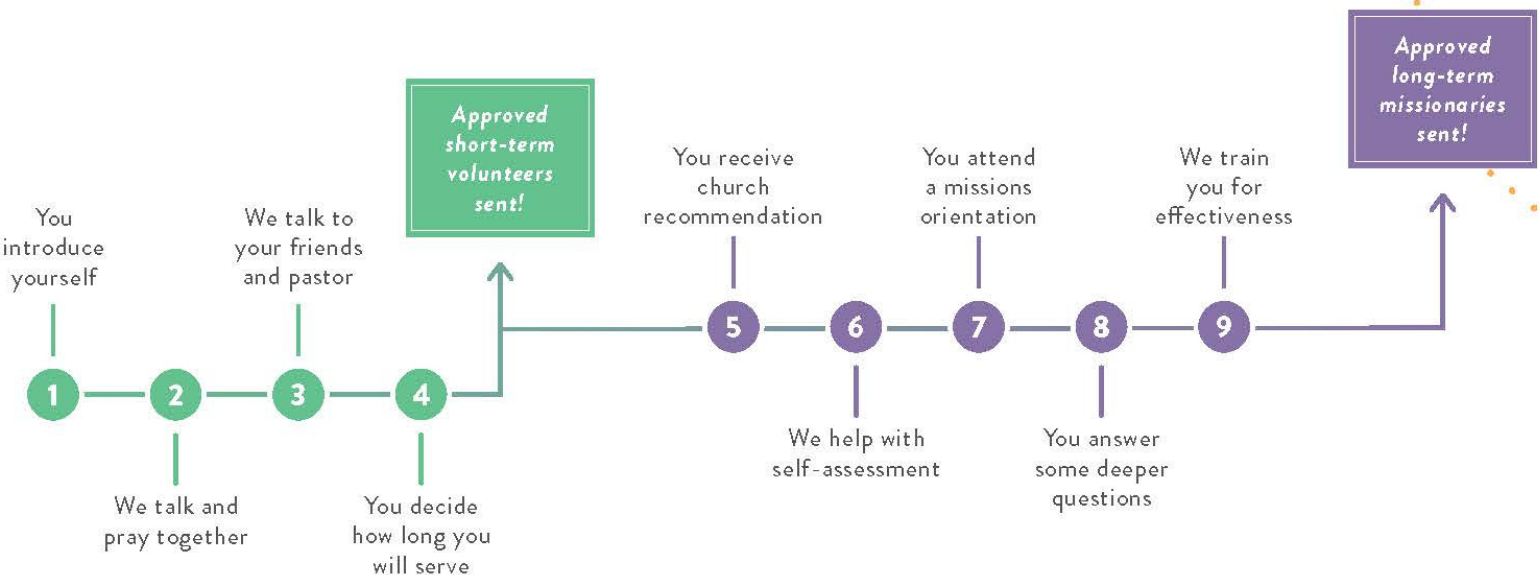 You
introduce
yourself
1
2
We talk and
pray together
We talk to
your friends
and pastor
3
4
You decide
how long you
will serve
Approved
short-term
volunteers
sent!
You receive
church
recommendation
5
6
We help with
self-assessment
You attend
a missions
orientation
7
8
You answer
some deeper
questions
We train
you for
effectiveness
9
Approved
long-term
missionaries
sent!